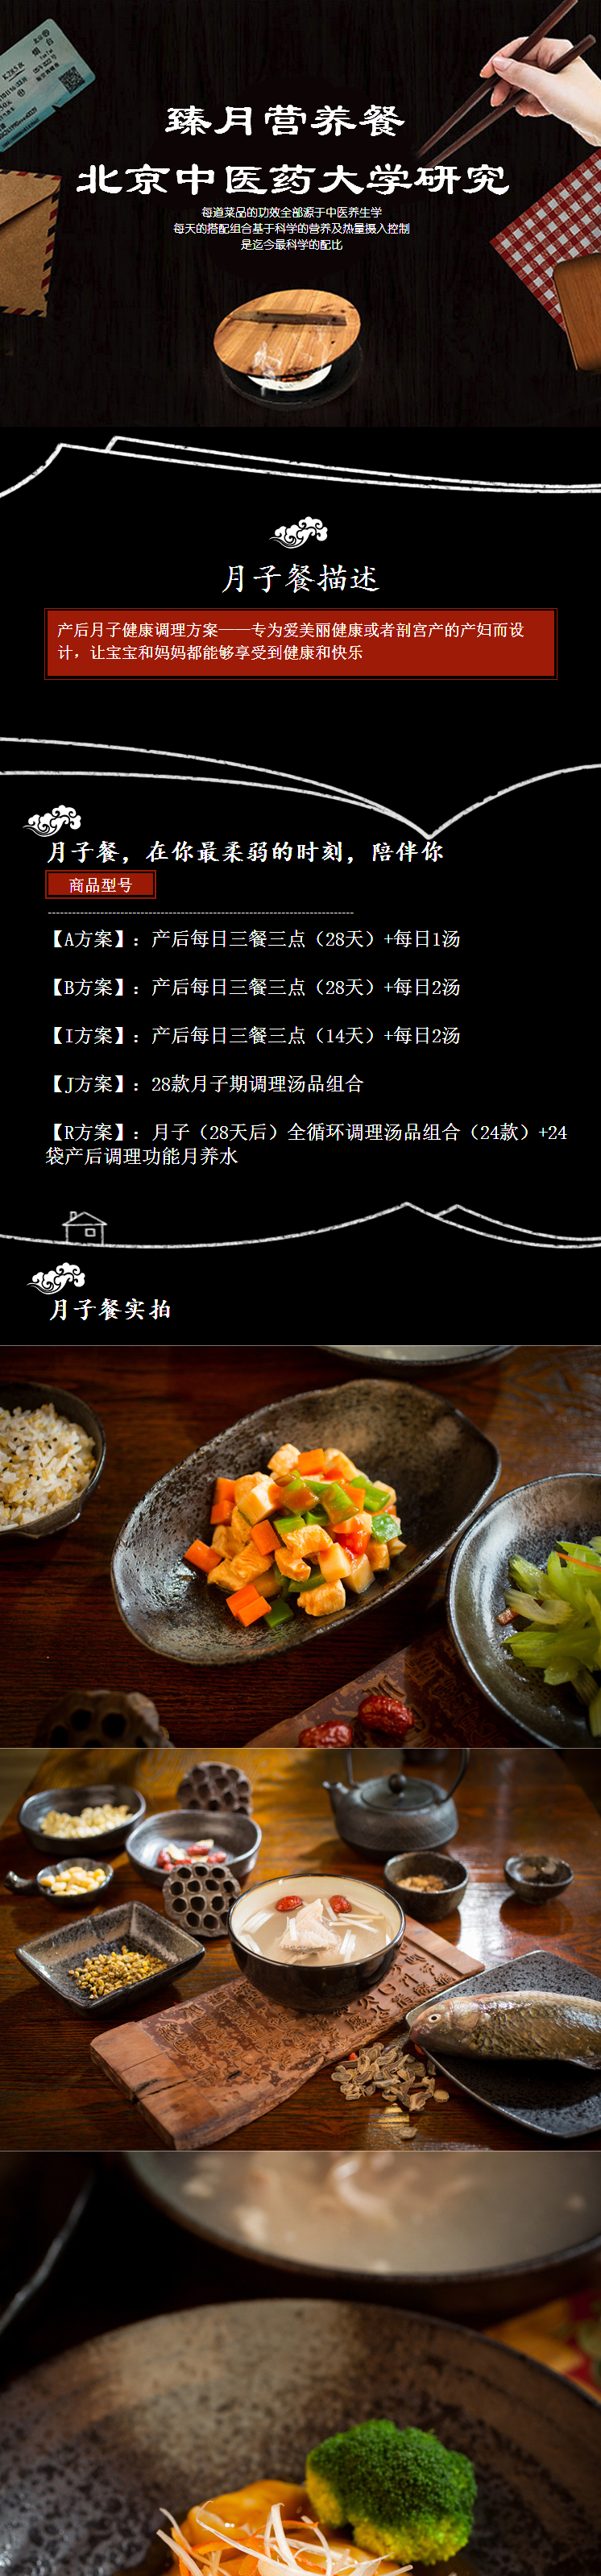 臻月营养餐
北京中医药大学研究
每道菜品的功效全部源于中医养生学
每天的搭配组合基于科学的营养及热量摄入控制
是迄今最科学的配比
月子餐描述
产后月子健康调理方案——专为爱美丽健康或者剖宫产的产妇而设
计，让宝宝和妈妈都能够享受到健康和快乐
月子餐，在你最柔弱的时刻，陪伴你
商品型号
【A方案】：产后每日三餐三点（28天）+每日1汤
【B方案】：产后每日三餐三点（28天）+每日2汤
【I方案】：产后每日三餐三点（14天）+每日2汤
【J方案】：28款月子期调理汤品组合
【R方案】：月子（28天后）全循环调理汤品组合（24款）+24
袋产后调理功能月养水
月子餐实拍